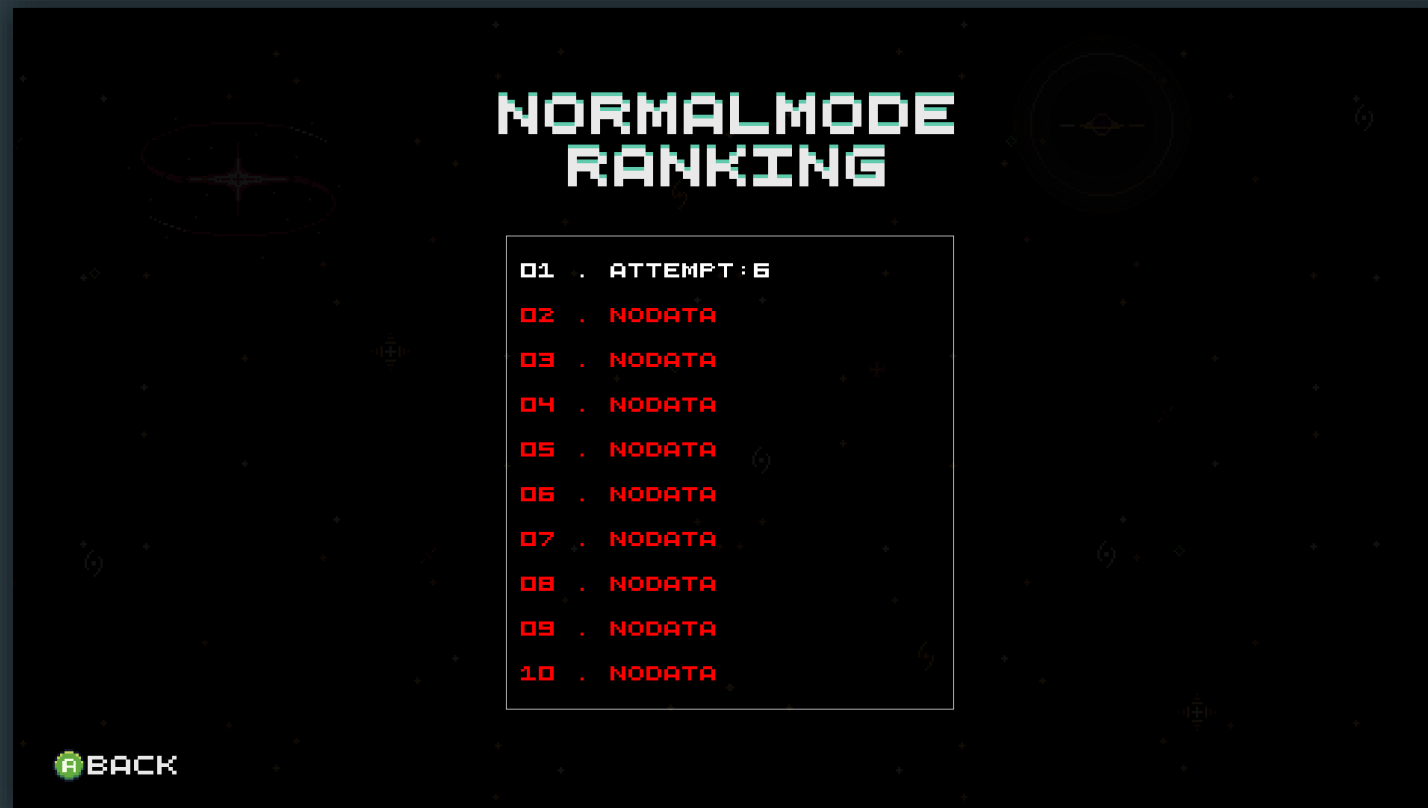 NORMALMODE
RANKING
01 . ATTEMPT:6
02 . NODATA
03 . NODATA
04 . NODATA
05 . NODATA
06 . NODATA
07 . NODATA
08 . NODATA
09 . NODATA
10 . NODATA
A BACK